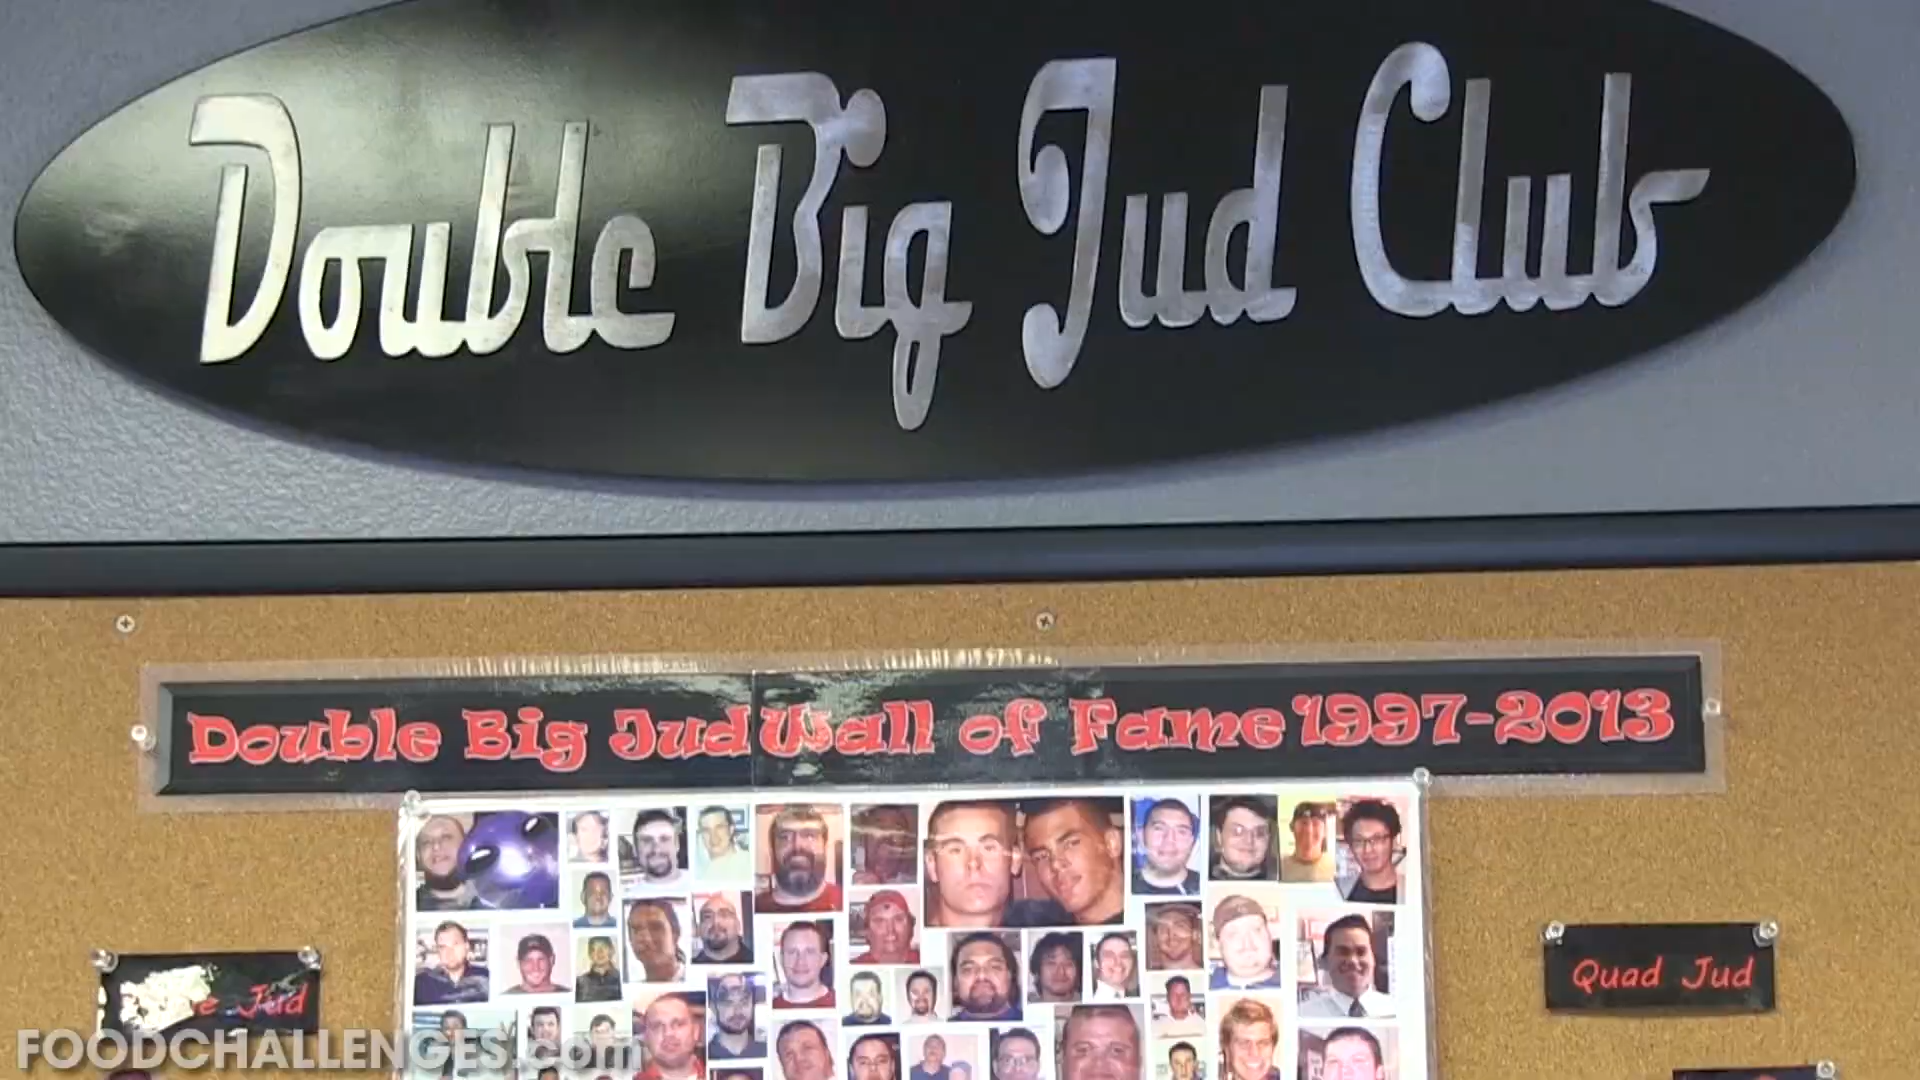 Double Big Jud Club
Double Big Jud Wall of Fame 1997-2013
Jud
Quad Jud
FOODCHALLENGES.com